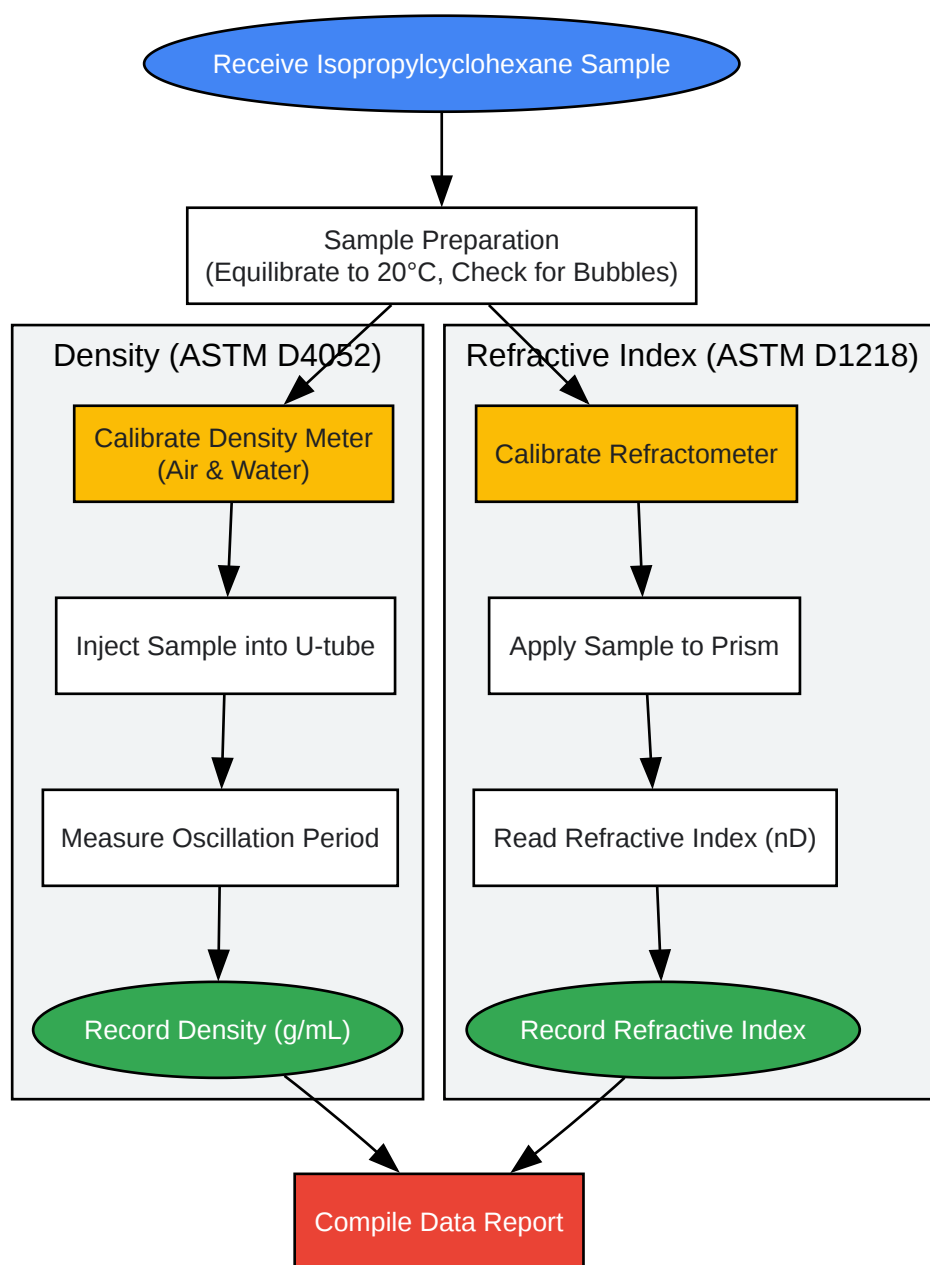 Receive Isopropylcyclohexane Sample
Sample Preparation
(Equilibrate to 20°C, Check for Bubbles)
Density (ASTM D4052)
Calibrate Density Meter
(Air & Water)
Inject Sample into U-tube
Measure Oscillation Period
Record Density (g/mL)
Refractive Index (ASTM D1218)
Calibrate Refractometer
Apply Sample to Prism
Read Refractive Index (nD)
Record Refractive Index
Compile Data Report